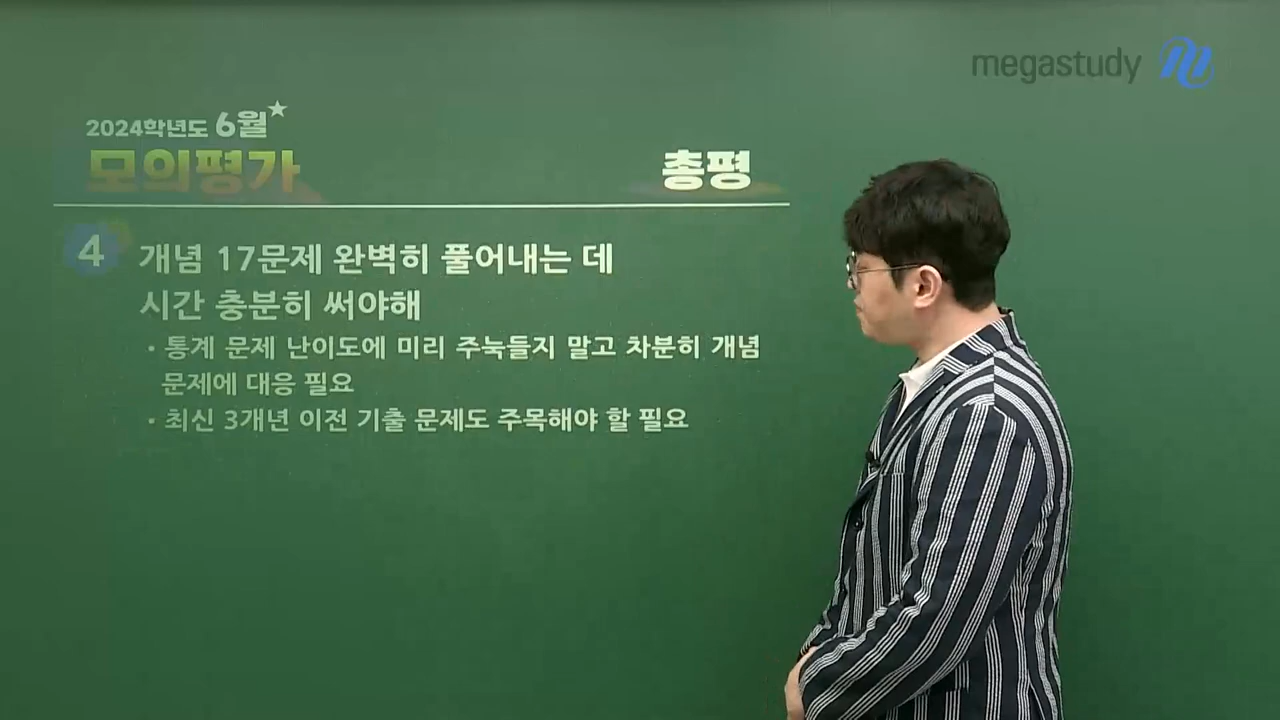 megastudy
2024학년도 6월
모의평가
총평
4 개념 17문제 완벽히 풀어내는 데
시간 충분히 써야해
· 통계 문제 난이도에 미리 주눅들지 말고 차분히 개념
문제에 대응 필요
· 최신 3개년 이전 기출 문제도 주목해야 할 필요